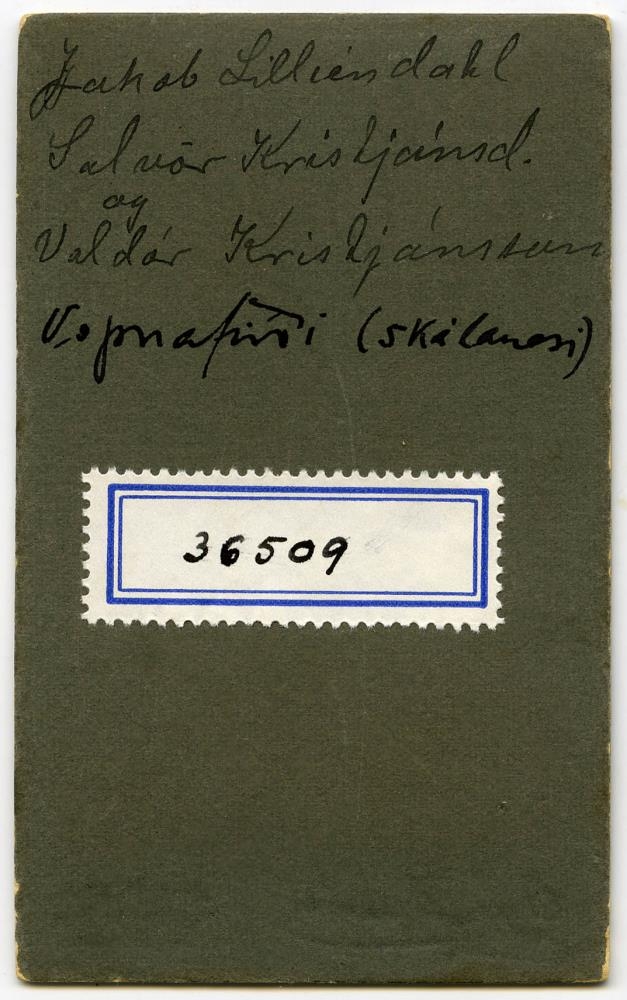 Jakob Lilliendahl
Salvör Kristjánsd.
og
Valdór Kristjánsson
Vopnafirði (Skálanesi)
36509